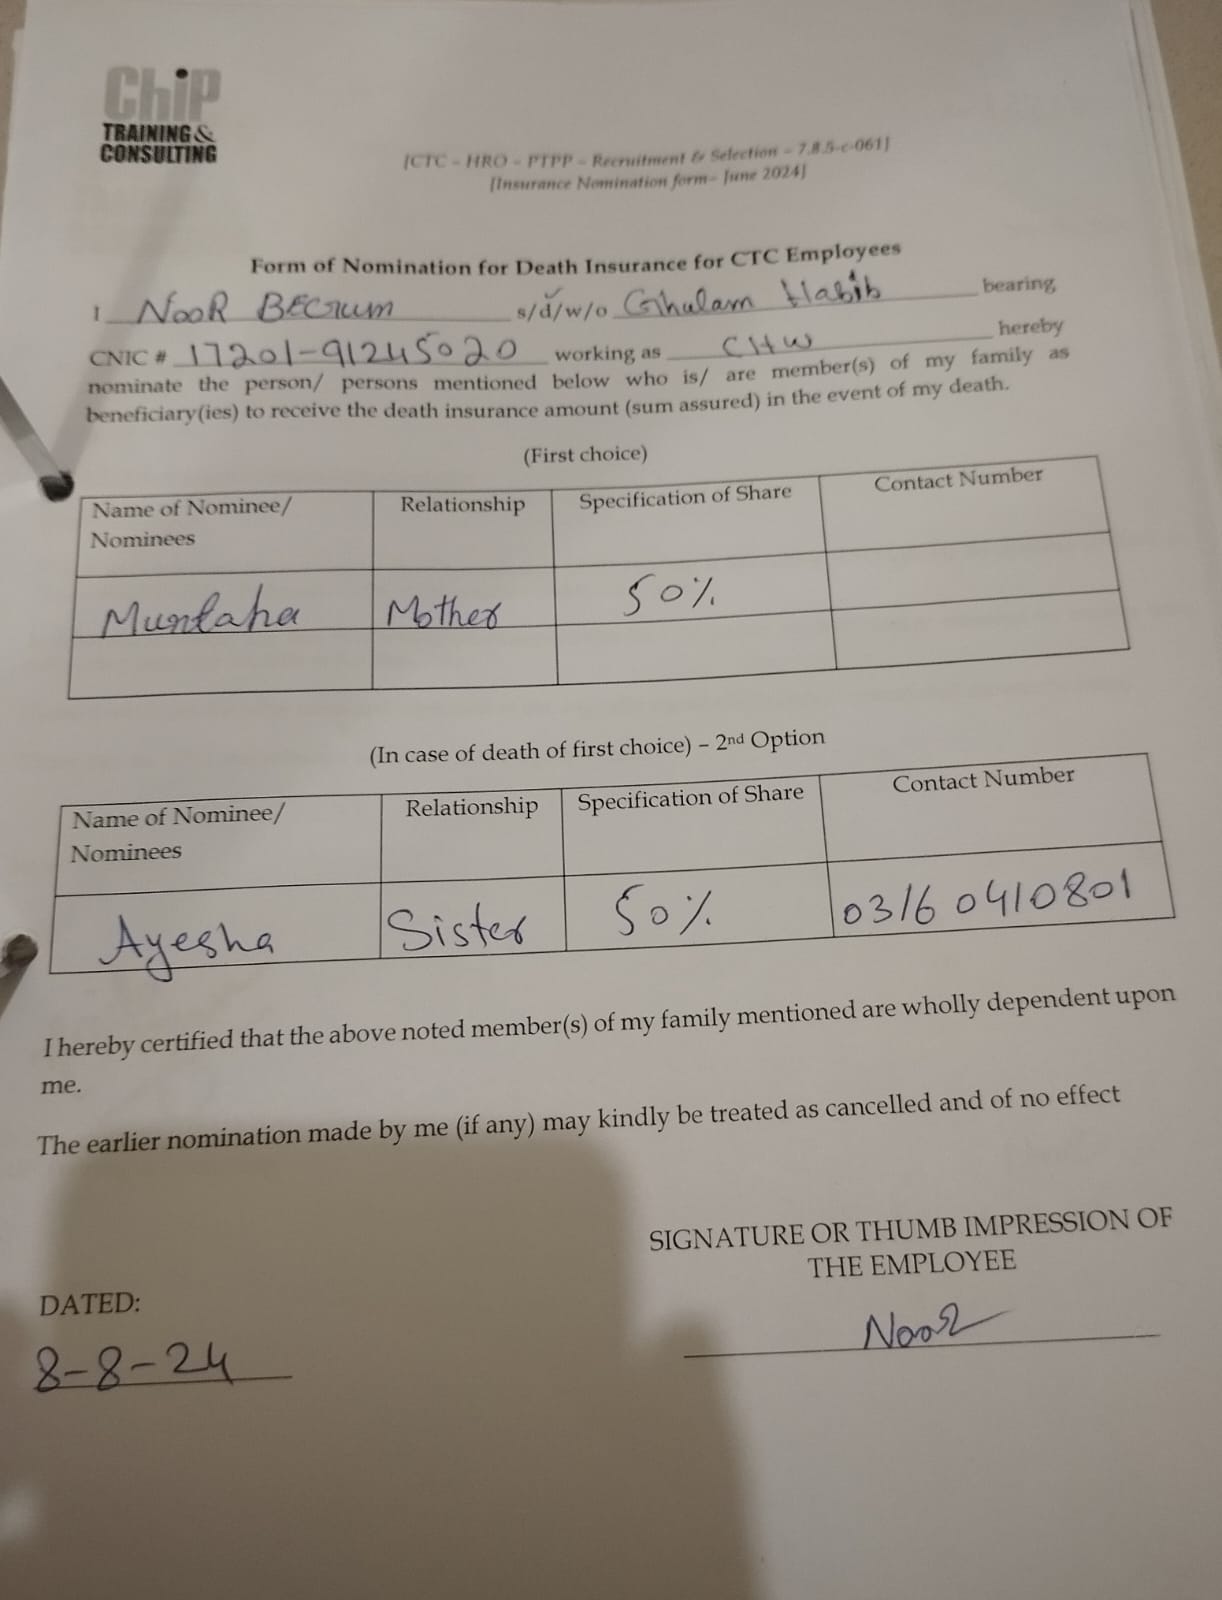 ChiP
TRAINING &
CONSULTING
[CTC – HRO – PTPP – Recruitment & Selection – 7.8.5-c-061]
[Insurance Nomination form– June 2024]
Form of Nomination for Death Insurance for CTC Employees
I NOOR BEGUM s/d/w/o Ghulam Habib bearing
CNIC # 17201-91245020 working as CHW hereby
nominate the person/ persons mentioned below who is/ are member(s) of my family as
beneficiary(ies) to receive the death insurance amount (sum assured) in the event of my death.
(First choice)
Name of Nominee/ Relationship Specification of Share Contact Number
Nominees
Muntaha Mother 50%
(In case of death of first choice) – 2nd Option
Name of Nominee/ Relationship Specification of Share Contact Number
Nominees
Ayesha Sister 50% 03160410801
I hereby certified that the above noted member(s) of my family mentioned are wholly dependent upon
me.
The earlier nomination made by me (if any) may kindly be treated as cancelled and of no effect
SIGNATURE OR THUMB IMPRESSION OF
THE EMPLOYEE
DATED:
Noor
8-8-24